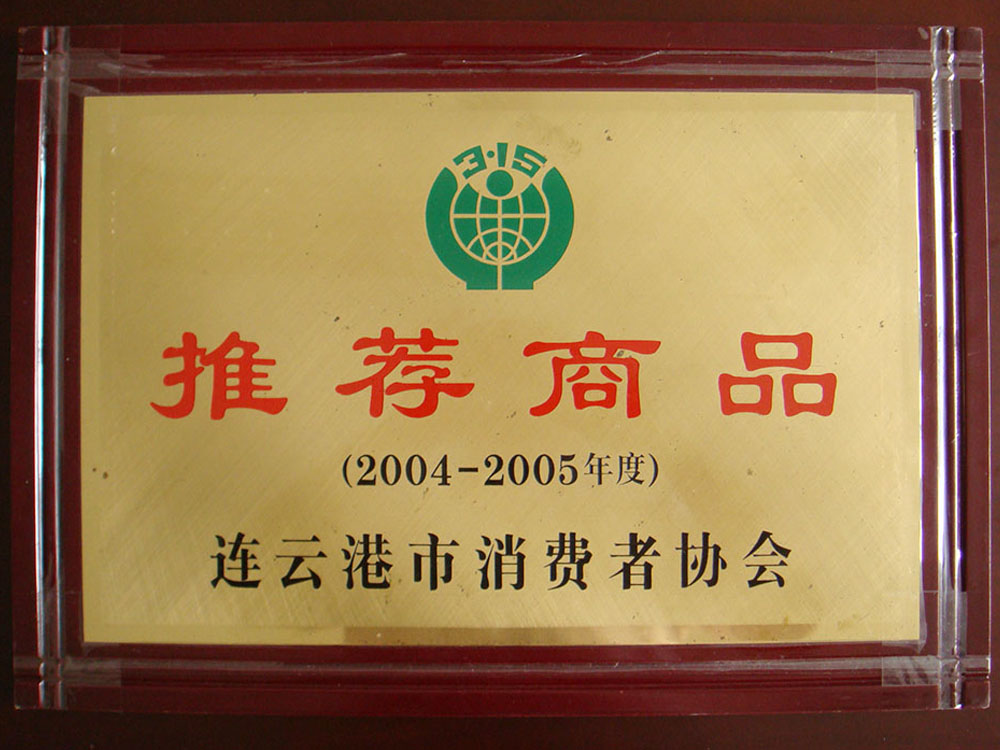 3·15
推荐商品
(2004-2005年度)
连云港市消费者协会